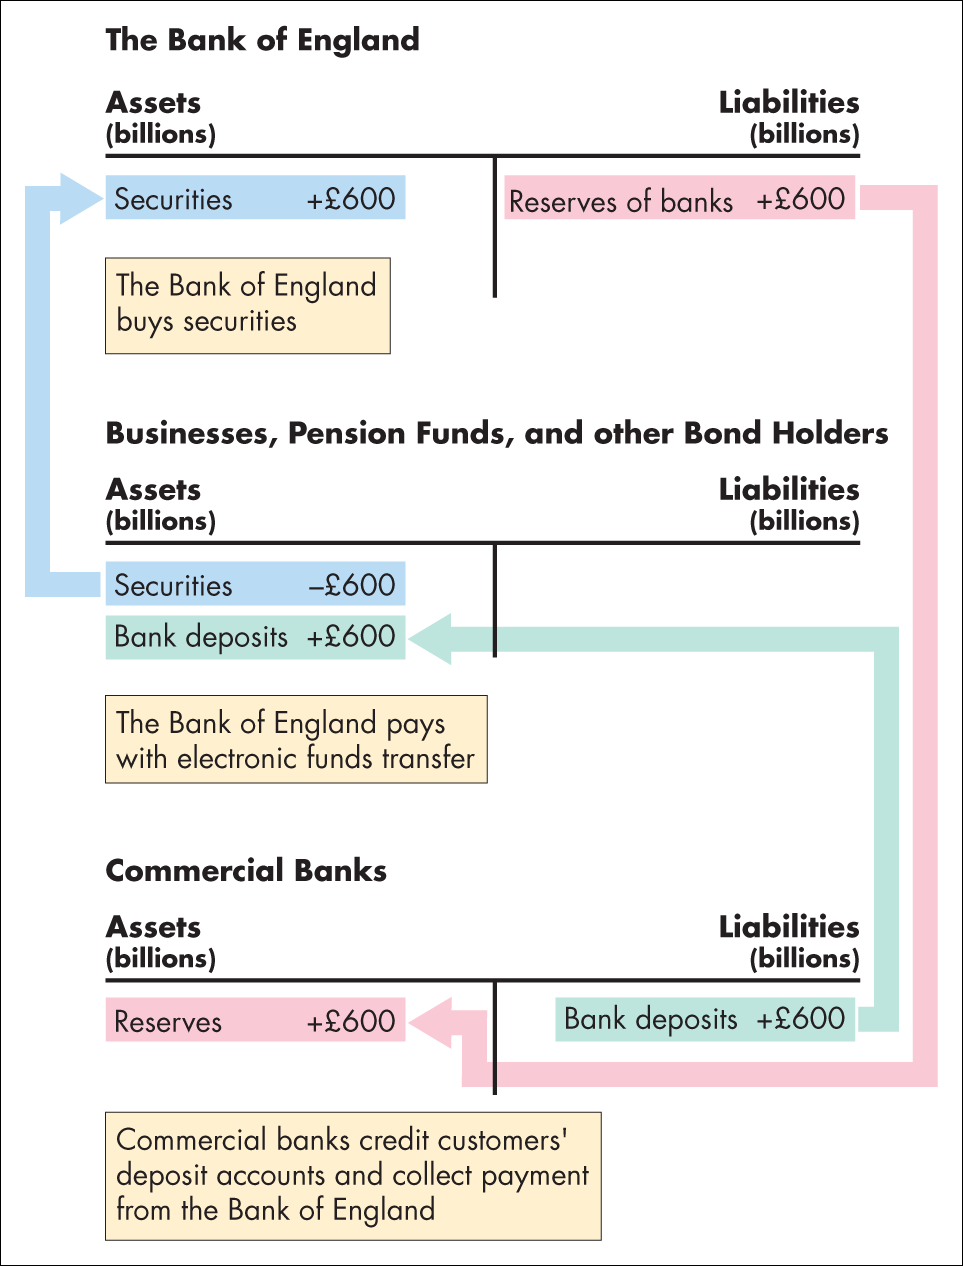 The Bank of England
Assets Liabilities
(billions) (billions)
Securities +£600 Reserves of banks +£600
The Bank of England
buys securities
Businesses, Pension Funds, and other Bond Holders
Assets Liabilities
(billions) (billions)
Securities –£600
Bank deposits +£600
The Bank of England pays
with electronic funds transfer
Commercial Banks
Assets Liabilities
(billions) (billions)
Reserves +£600 Bank deposits +£600
Commercial banks credit customers'
deposit accounts and collect payment
from the Bank of England